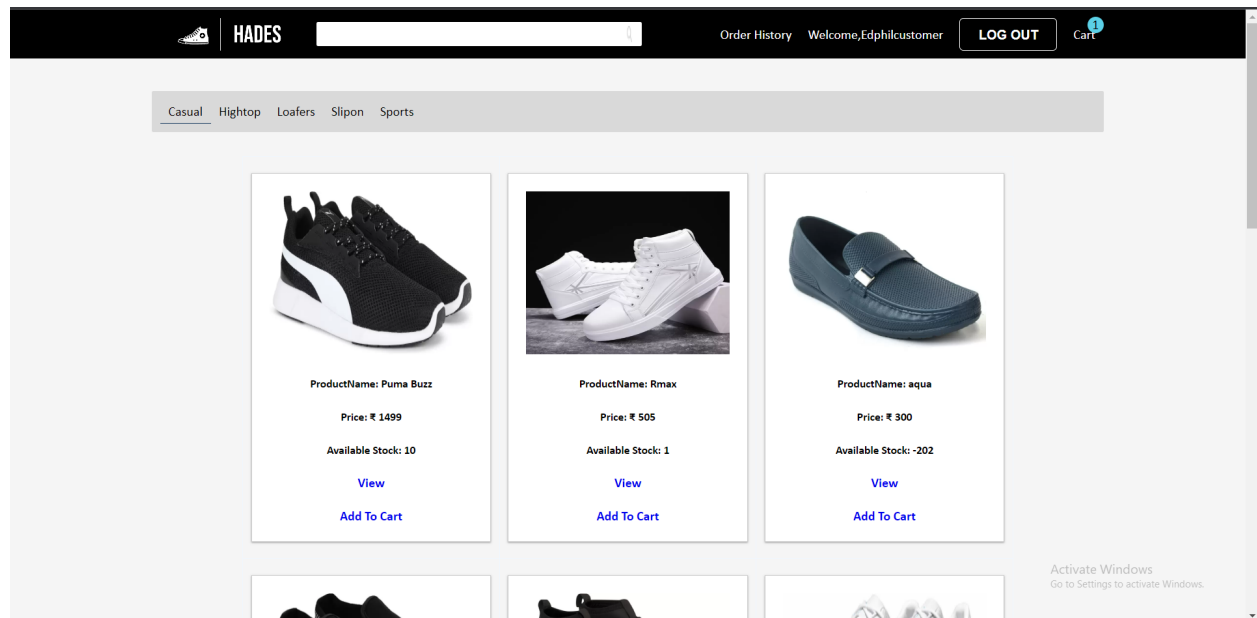 HADES
Order History Welcome,Edphilcustomer LOG OUT Cart 1
Casual Hightop Loafers Slipon Sports
ProductName: Puma Buzz
Price: ₹ 1499
Available Stock: 10
View
Add To Cart
ProductName: Rmax
Price: ₹ 505
Available Stock: 1
View
Add To Cart
ProductName: aqua
Price: ₹ 300
Available Stock: -202
View
Add To Cart
Activate Windows
Go to Settings to activate Windows.